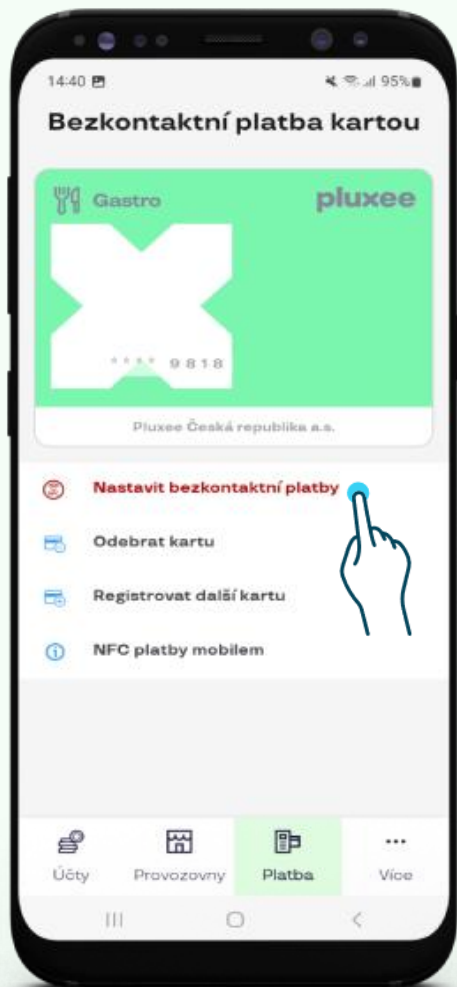 14:40 95%
Bezkontaktní platba kartou
Gastro pluxee
**** 9818
Pluxee Česká republika a.s.
Nastavit bezkontaktní platby
Odebrat kartu
Registrovat další kartu
NFC platby mobilem
Účty Provozovny Platba Více